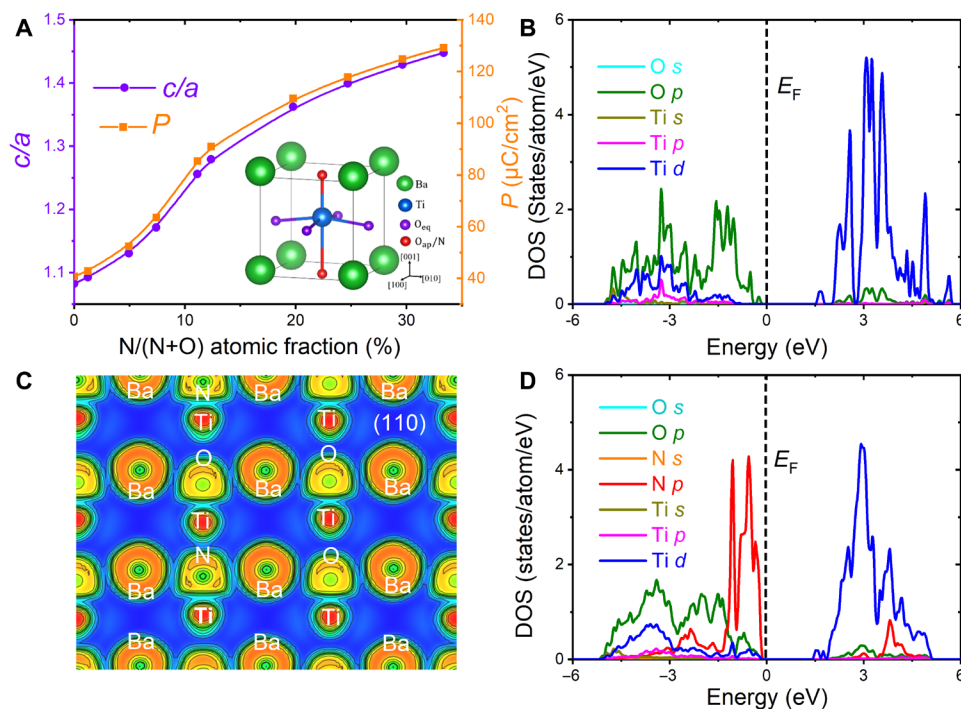 A
c/a
1.5
1.4
1.3
1.2
1.1
c/a
P
Ba
Ti
O_eq
O_ap/N
[001]
[100]
[010]
140
120
100
80
60
40
P (μC/cm²)
0
10
20
30
N/(N+O) atomic fraction (%)
B
DOS (States/atom/eV)
6
4
2
0
O s
O p
Ti s
Ti p
Ti d
E_F
-6
-3
0
3
6
Energy (eV)
C
Ba
N
Ba
Ba
Ti
Ti
(110)
O
O
Ba
Ba
Ba
Ti
Ti
N
O
Ba
Ba
Ba
Ti
Ti
Ba
Ba
Ba
D
DOS (states/atom/eV)
6
4
2
0
O s
O p
N s
N p
Ti s
Ti p
Ti d
E_F
–6
–3
0
3
6
Energy (eV)